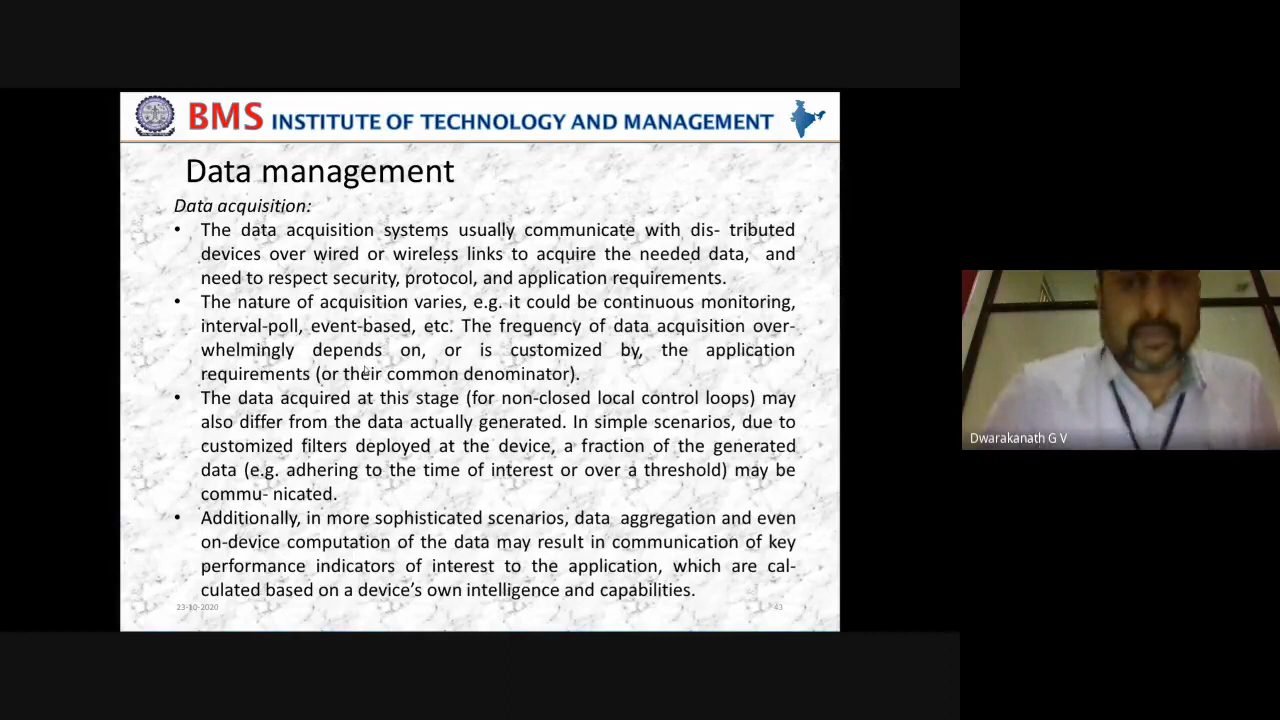 BMS INSTITUTE OF TECHNOLOGY AND MANAGEMENT
Data management
Data acquisition:
• The data acquisition systems usually communicate with dis- tributed
devices over wired or wireless links to acquire the needed data, and
need to respect security, protocol, and application requirements.
• The nature of acquisition varies, e.g. it could be continuous monitoring,
interval-poll, event-based, etc. The frequency of data acquisition over-
whelmingly depends on, or is customized by, the application
requirements (or their common denominator).
• The data acquired at this stage (for non-closed local control loops) may
also differ from the data actually generated. In simple scenarios, due to
customized filters deployed at the device, a fraction of the generated
data (e.g. adhering to the time of interest or over a threshold) may be
commu- nicated.
• Additionally, in more sophisticated scenarios, data aggregation and even
on-device computation of the data may result in communication of key
performance indicators of interest to the application, which are cal-
culated based on a device’s own intelligence and capabilities.
23-10-2020
43
Dwarakanath G V